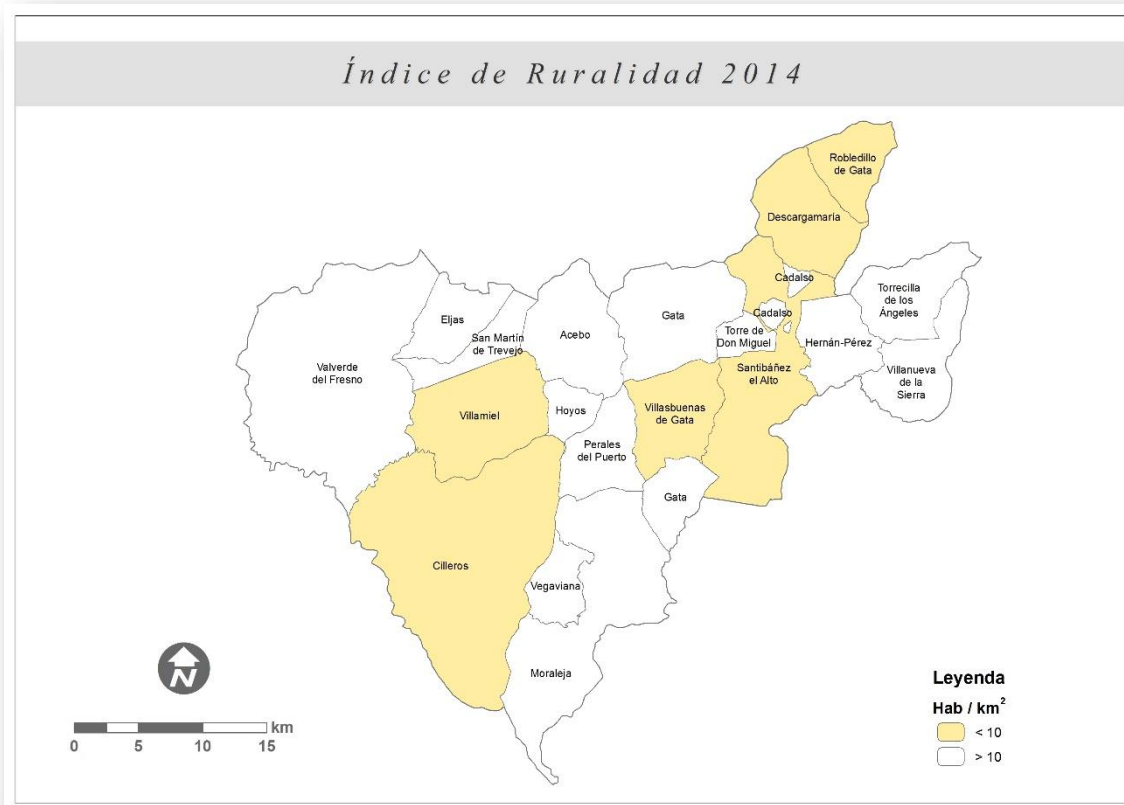 Índice de Ruralidad 2014
Robledillo
de Gata
Descargamaría
Cadalso
Torrecilla
de los
Ángeles
Cadalso
Eljas
San Martín
de Trevejo
Acebo
Gata
Torre de
Don Miguel
Hernán-Pérez
Valverde
del Fresno
Santibáñez
el Alto
Villanueva
de la
Sierra
Villamiel
Hoyos
Villasbuenas
de Gata
Perales
del Puerto
Gata
Cilleros
Vegaviana
Moraleja
N
km
0 5 10 15
Leyenda
Hab / km²
< 10
> 10